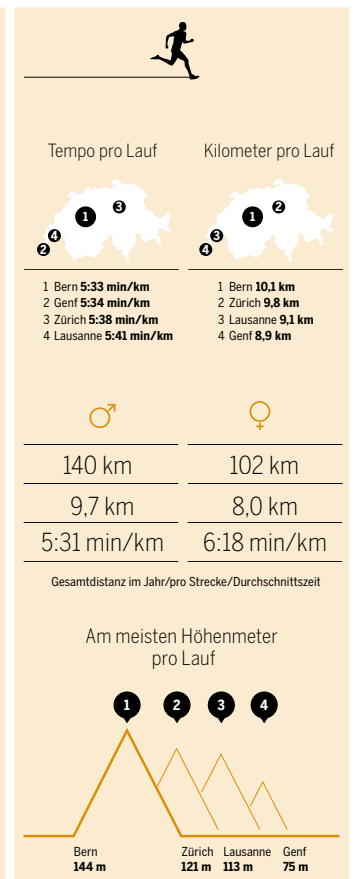 Tempo pro Lauf
1
3
4
2
1 Bern 5:33 min/km
2 Genf 5:34 min/km
3 Zürich 5:38 min/km
4 Lausanne 5:41 min/km
Kilometer pro Lauf
1
2
3
4
1 Bern 10,1 km
2 Zürich 9,8 km
3 Lausanne 9,1 km
4 Genf 8,9 km
♂ ♀
140 km 102 km
9,7 km 8,0 km
5:31 min/km 6:18 min/km
Gesamtdistanz im Jahr/pro Strecke/Durchschnittszeit
Am meisten Höhenmeter
pro Lauf
1 2 3 4
Bern Zürich Lausanne Genf
144 m 121 m 113 m 75 m